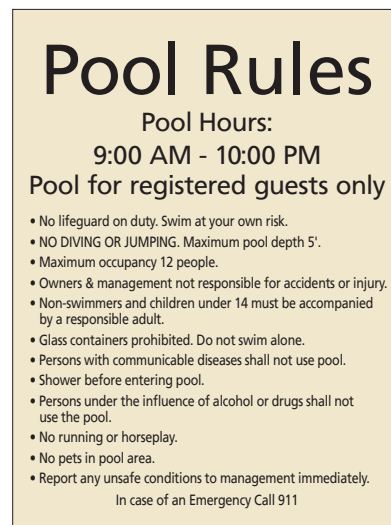 Pool Rules
Pool Hours:
9:00 AM - 10:00 PM
Pool for registered guests only
• No lifeguard on duty. Swim at your own risk.
• NO DIVING OR JUMPING. Maximum pool depth 5'.
• Maximum occupancy 12 people.
• Owners & management not responsible for accidents or injury.
• Non-swimmers and children under 14 must be accompanied
by a responsible adult.
• Glass containers prohibited. Do not swim alone.
• Persons with communicable diseases shall not use pool.
• Shower before entering pool.
• Persons under the influence of alcohol or drugs shall not
use the pool.
• No running or horseplay.
• No pets in pool area.
• Report any unsafe conditions to management immediately.
In case of an Emergency Call 911